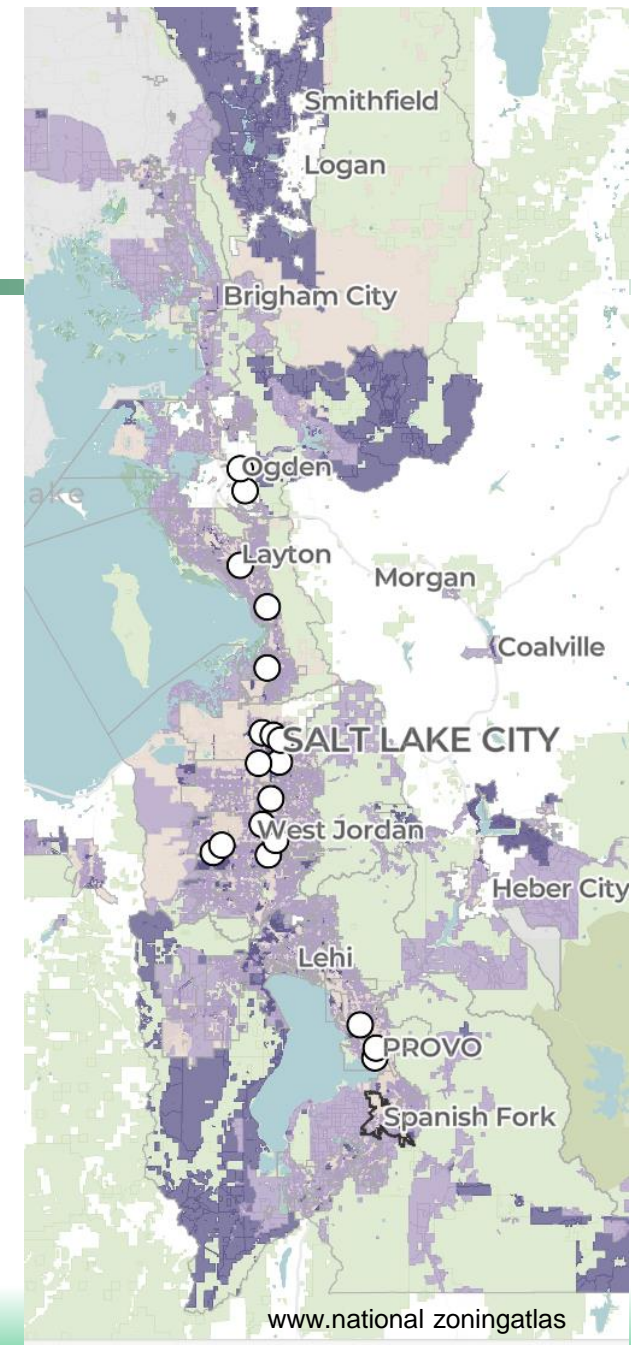 Smithfield
Logan
Brigham City
Ogden
ake
Layton
Morgan
Coalville
SALT LAKE CITY
West Jordan
Heber City
Lehi
PROVO
Spanish Fork
www.national zoningatlas